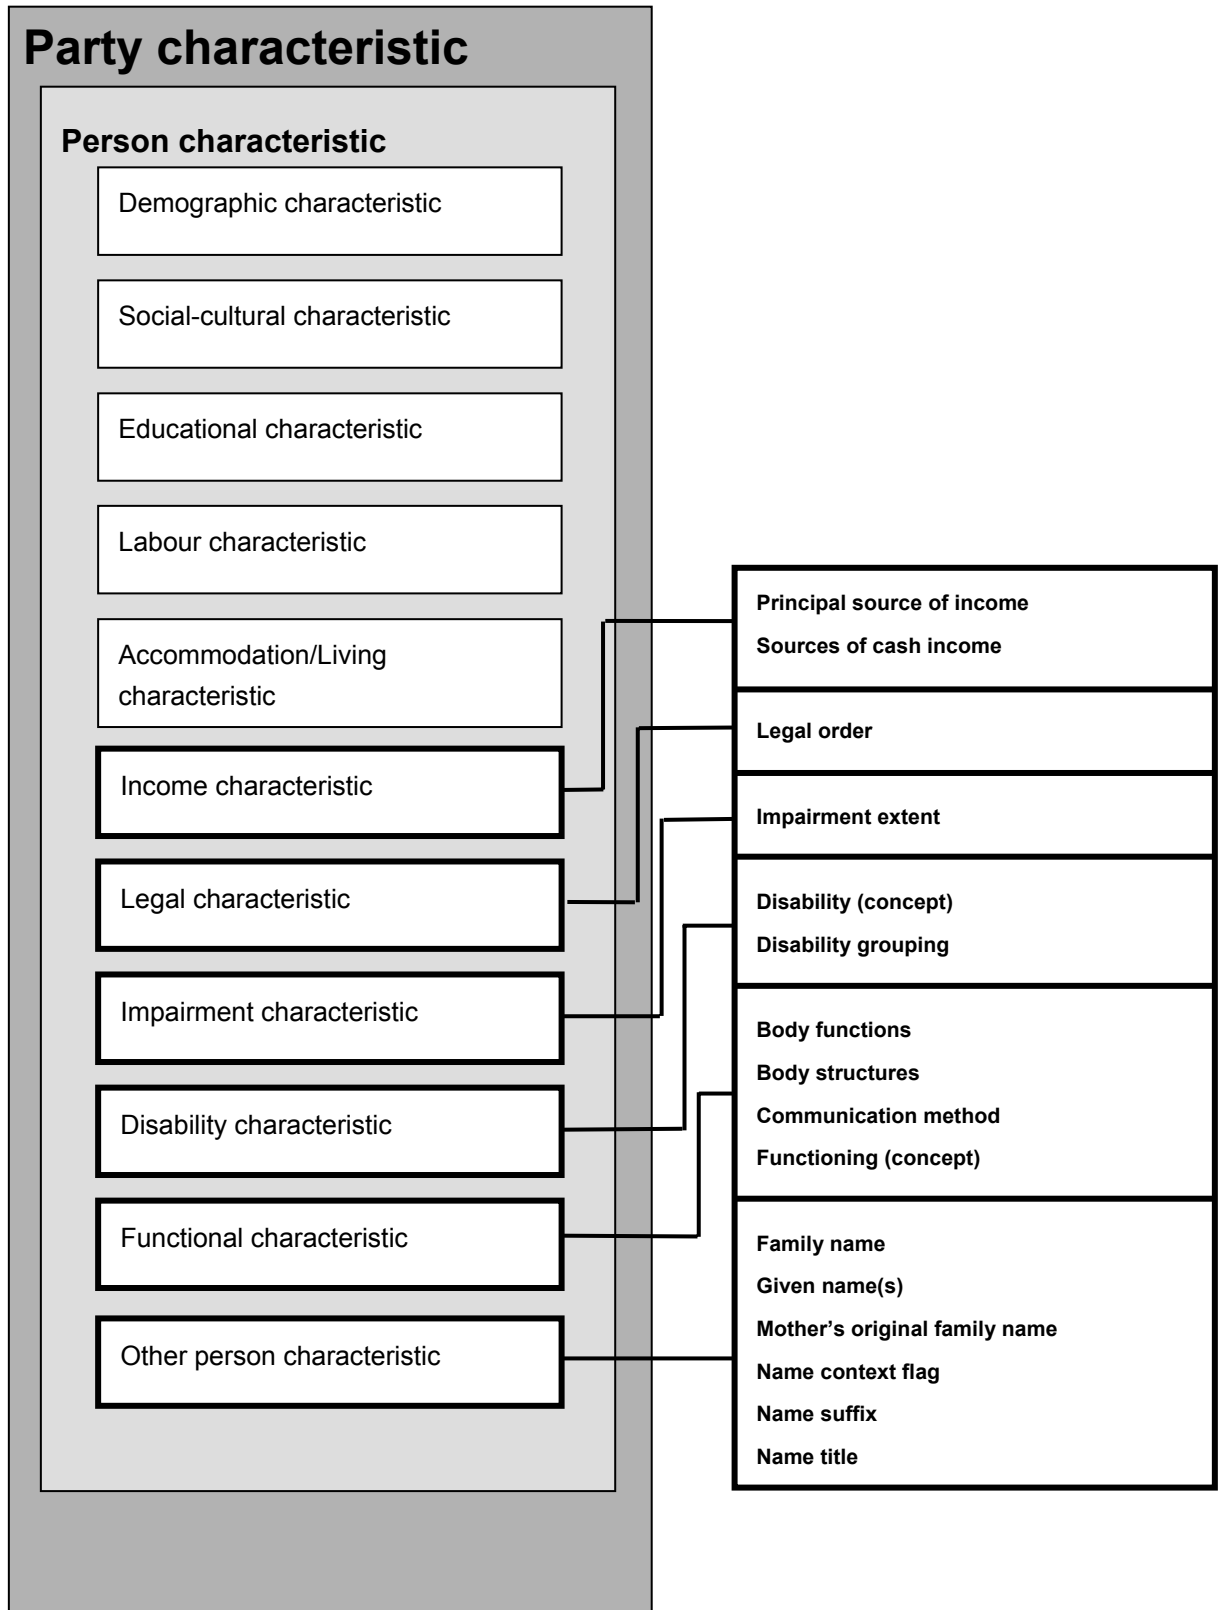 Party characteristic
Person characteristic
Demographic characteristic
Social-cultural characteristic
Educational characteristic
Labour characteristic
Accommodation/Living
characteristic
Income characteristic
Legal characteristic
Impairment characteristic
Disability characteristic
Functional characteristic
Other person characteristic
Principal source of income
Sources of cash income
Legal order
Impairment extent
Disability (concept)
Disability grouping
Body functions
Body structures
Communication method
Functioning (concept)
Family name
Given name(s)
Mother’s original family name
Name context flag
Name suffix
Name title